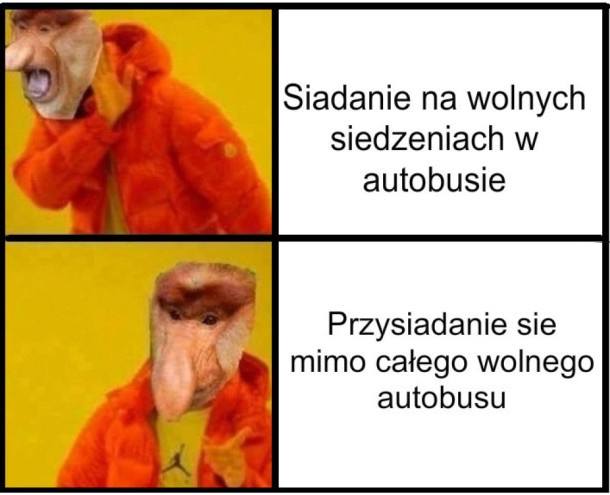 Siadanie na wolnych
siedzeniach w
autobusie
Przysiadanie sie
mimo całego wolnego
autobusu